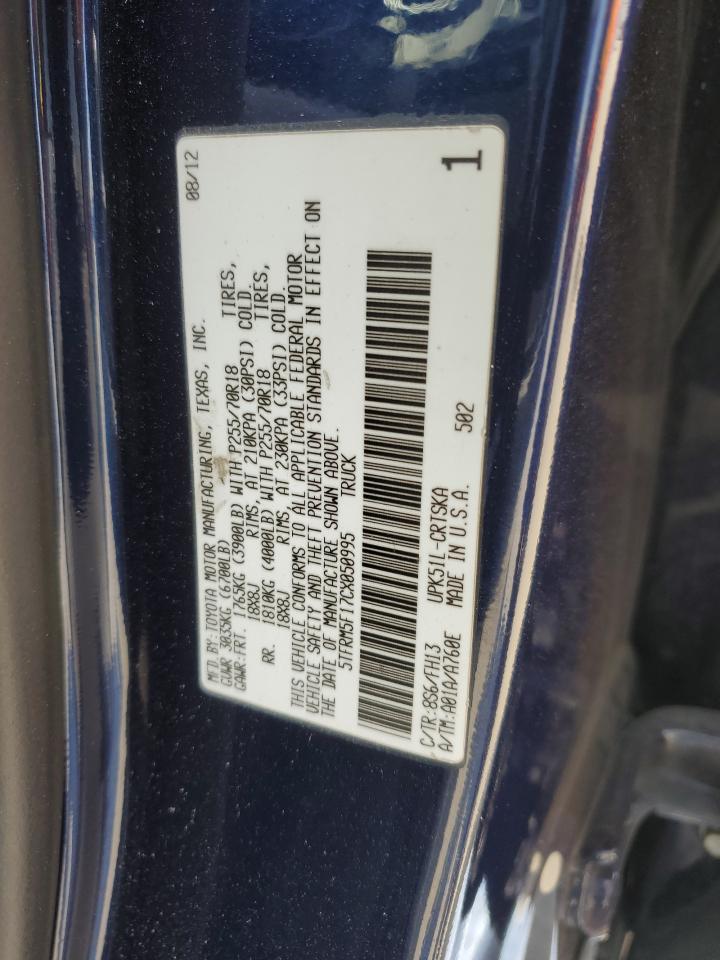 MFD.BY:TOYOTA MOTOR MANUFACTURING, TEXAS, INC. 08/12
GVWR 3035KG (6700LB)
GAWR:FRT. 1765KG (3900LB) WITH P255/70R18 TIRES,
18X8J RIMS, AT 210KPA (30PSI) COLD.
RR. 1810KG (4000LB) WITH P255/70R18 TIRES,
18X8J RIMS, AT 230KPA (33PSI) COLD.
THIS VEHICLE CONFORMS TO ALL APPLICABLE FEDERAL MOTOR
VEHICLE SAFETY AND THEFT PREVENTION STANDARDS IN EFFECT ON
THE DATE OF MANUFACTURE SHOWN ABOVE.
5TFRM5F17CX050995 TRUCK
C/TR:8S6/FH13 UPK51L-CRTSKA
A/TM:A01A/A760E MADE IN U.S.A. 502 1